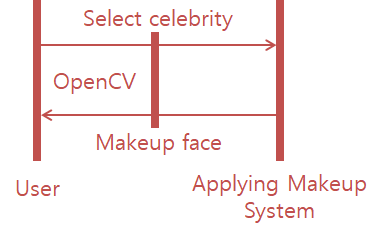 Select celebrity
OpenCV
Makeup face
User
Applying Makeup
System